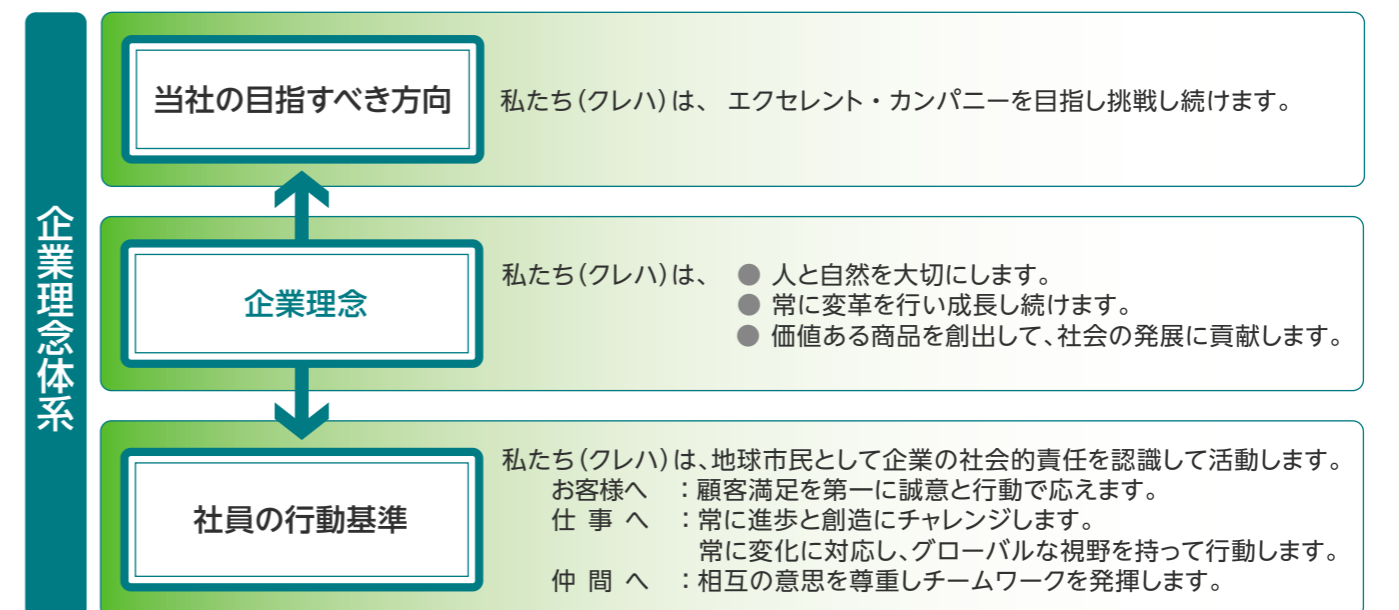 企業理念体系
当社の目指すべき方向
私たち(クレハ)は、 エクセレント・カンパニーを目指し挑戦し続けます。
企業理念
私たち(クレハ)は、 ● 人と自然を大切にします。
● 常に変革を行い成長し続けます。
● 価値ある商品を創出して、社会の発展に貢献します。
社員の行動基準
私たち(クレハ)は、地球市民として企業の社会的責任を認識して活動します。
お客様へ :顧客満足を第一に誠意と行動で応えます。
仕 事 へ :常に進歩と創造にチャレンジします。
常に変化に対応し、グローバルな視野を持って行動します。
仲 間 へ :相互の意思を尊重しチームワークを発揮します。